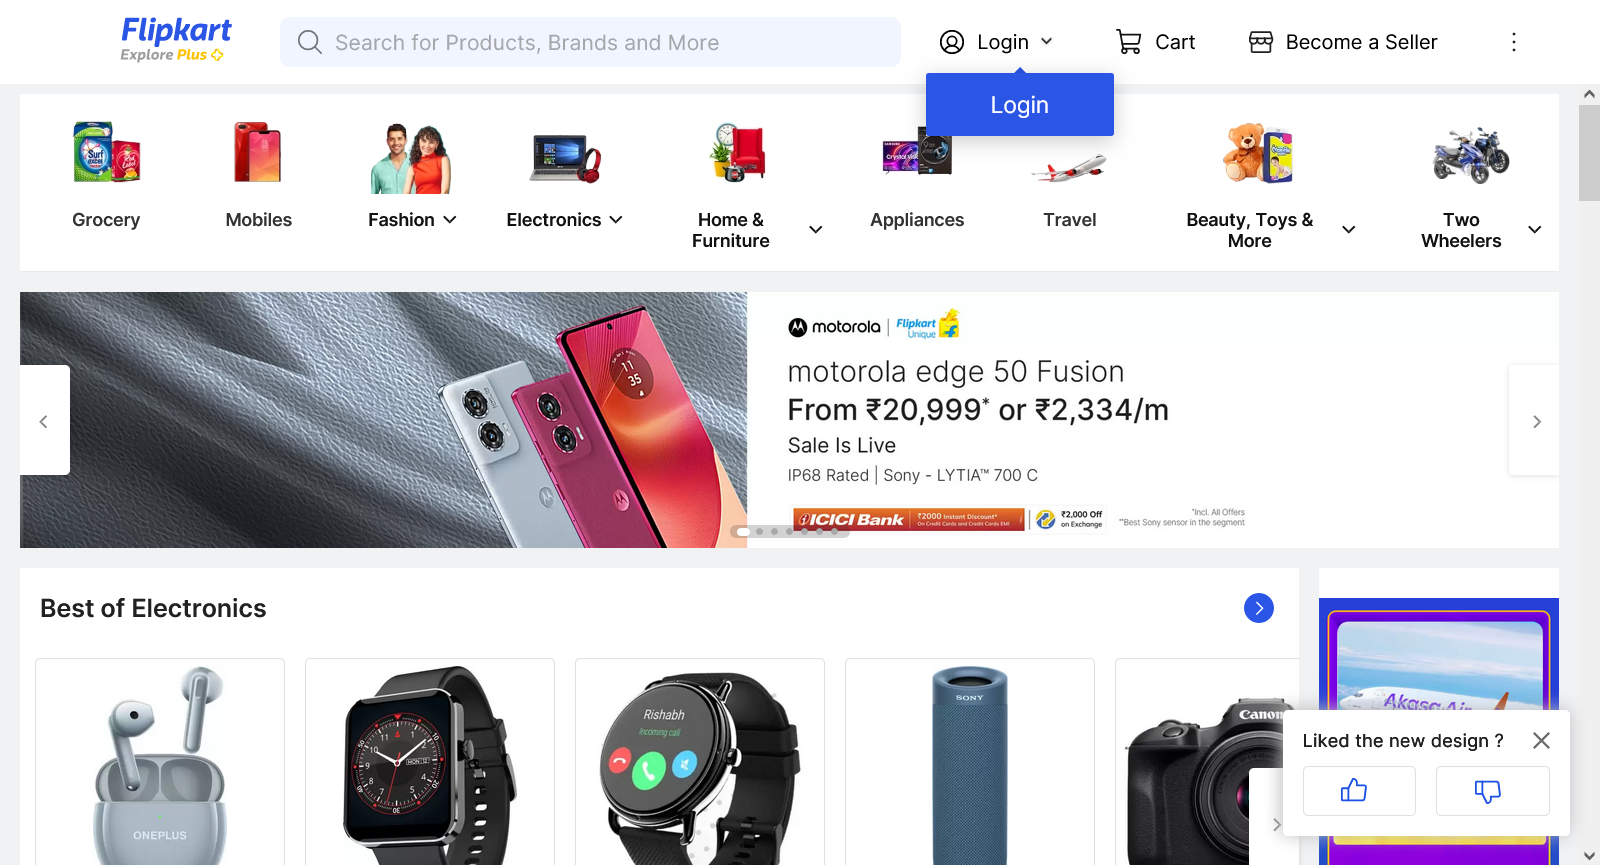 Flipkart
Explore Plus
Search for Products, Brands and More
Login
Cart
Become a Seller
Login
Grocery
Mobiles
Fashion
Electronics
Home & Furniture
Appliances
Travel
Beauty, Toys & More
Two Wheelers
motorola | Flipkart Unique
motorola edge 50 Fusion
From ₹20,999* or ₹2,334/m
Sale Is Live
IP68 Rated | Sony - LYTIA™ 700 C
ICICI Bank
₹2000 Instant Discount*
On Credit Cards and Credit Cards EMI
₹2,000 Off
on Exchange
*Incl. All Offers
**Best Sony sensor in the segment
Best of Electronics
ONEPLUS
Rishabh
Incoming call
SONY
Canon
Akasa Air
Liked the new design ?